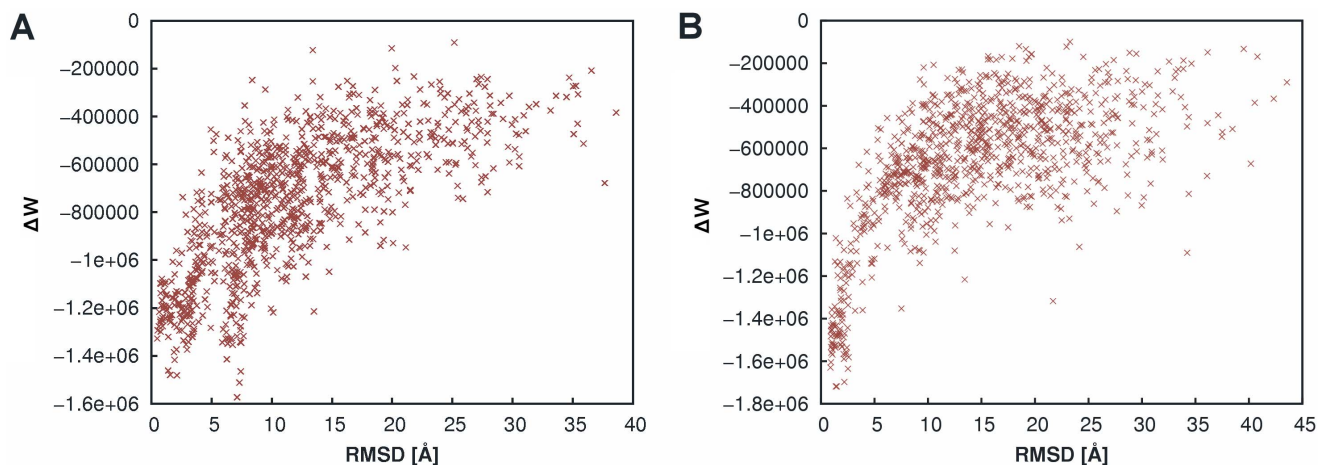 A
0
−200000
−400000
−600000
−800000
−1e+06
−1.2e+06
−1.4e+06
−1.6e+06
ΔW
0 5 10 15 20 25 30 35 40
RMSD [Å]
B
0
−200000
−400000
−600000
−800000
−1e+06
−1.2e+06
−1.4e+06
−1.6e+06
−1.8e+06
ΔW
0 5 10 15 20 25 30 35 40 45
RMSD [Å]